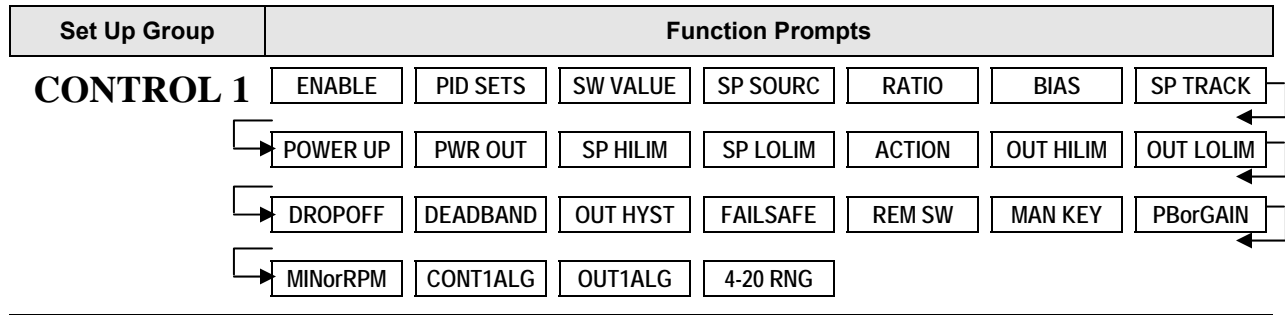 Set Up Group Function Prompts
CONTROL 1 ENABLE PID SETS SW VALUE SP SOURC RATIO BIAS SP TRACK
POWER UP PWR OUT SP HILIM SP LOLIM ACTION OUT HILIM OUT LOLIM
DROPOFF DEADBAND OUT HYST FAILSAFE REM SW MAN KEY PBorGAIN
MINorRPM CONT1ALG OUT1ALG 4-20 RNG